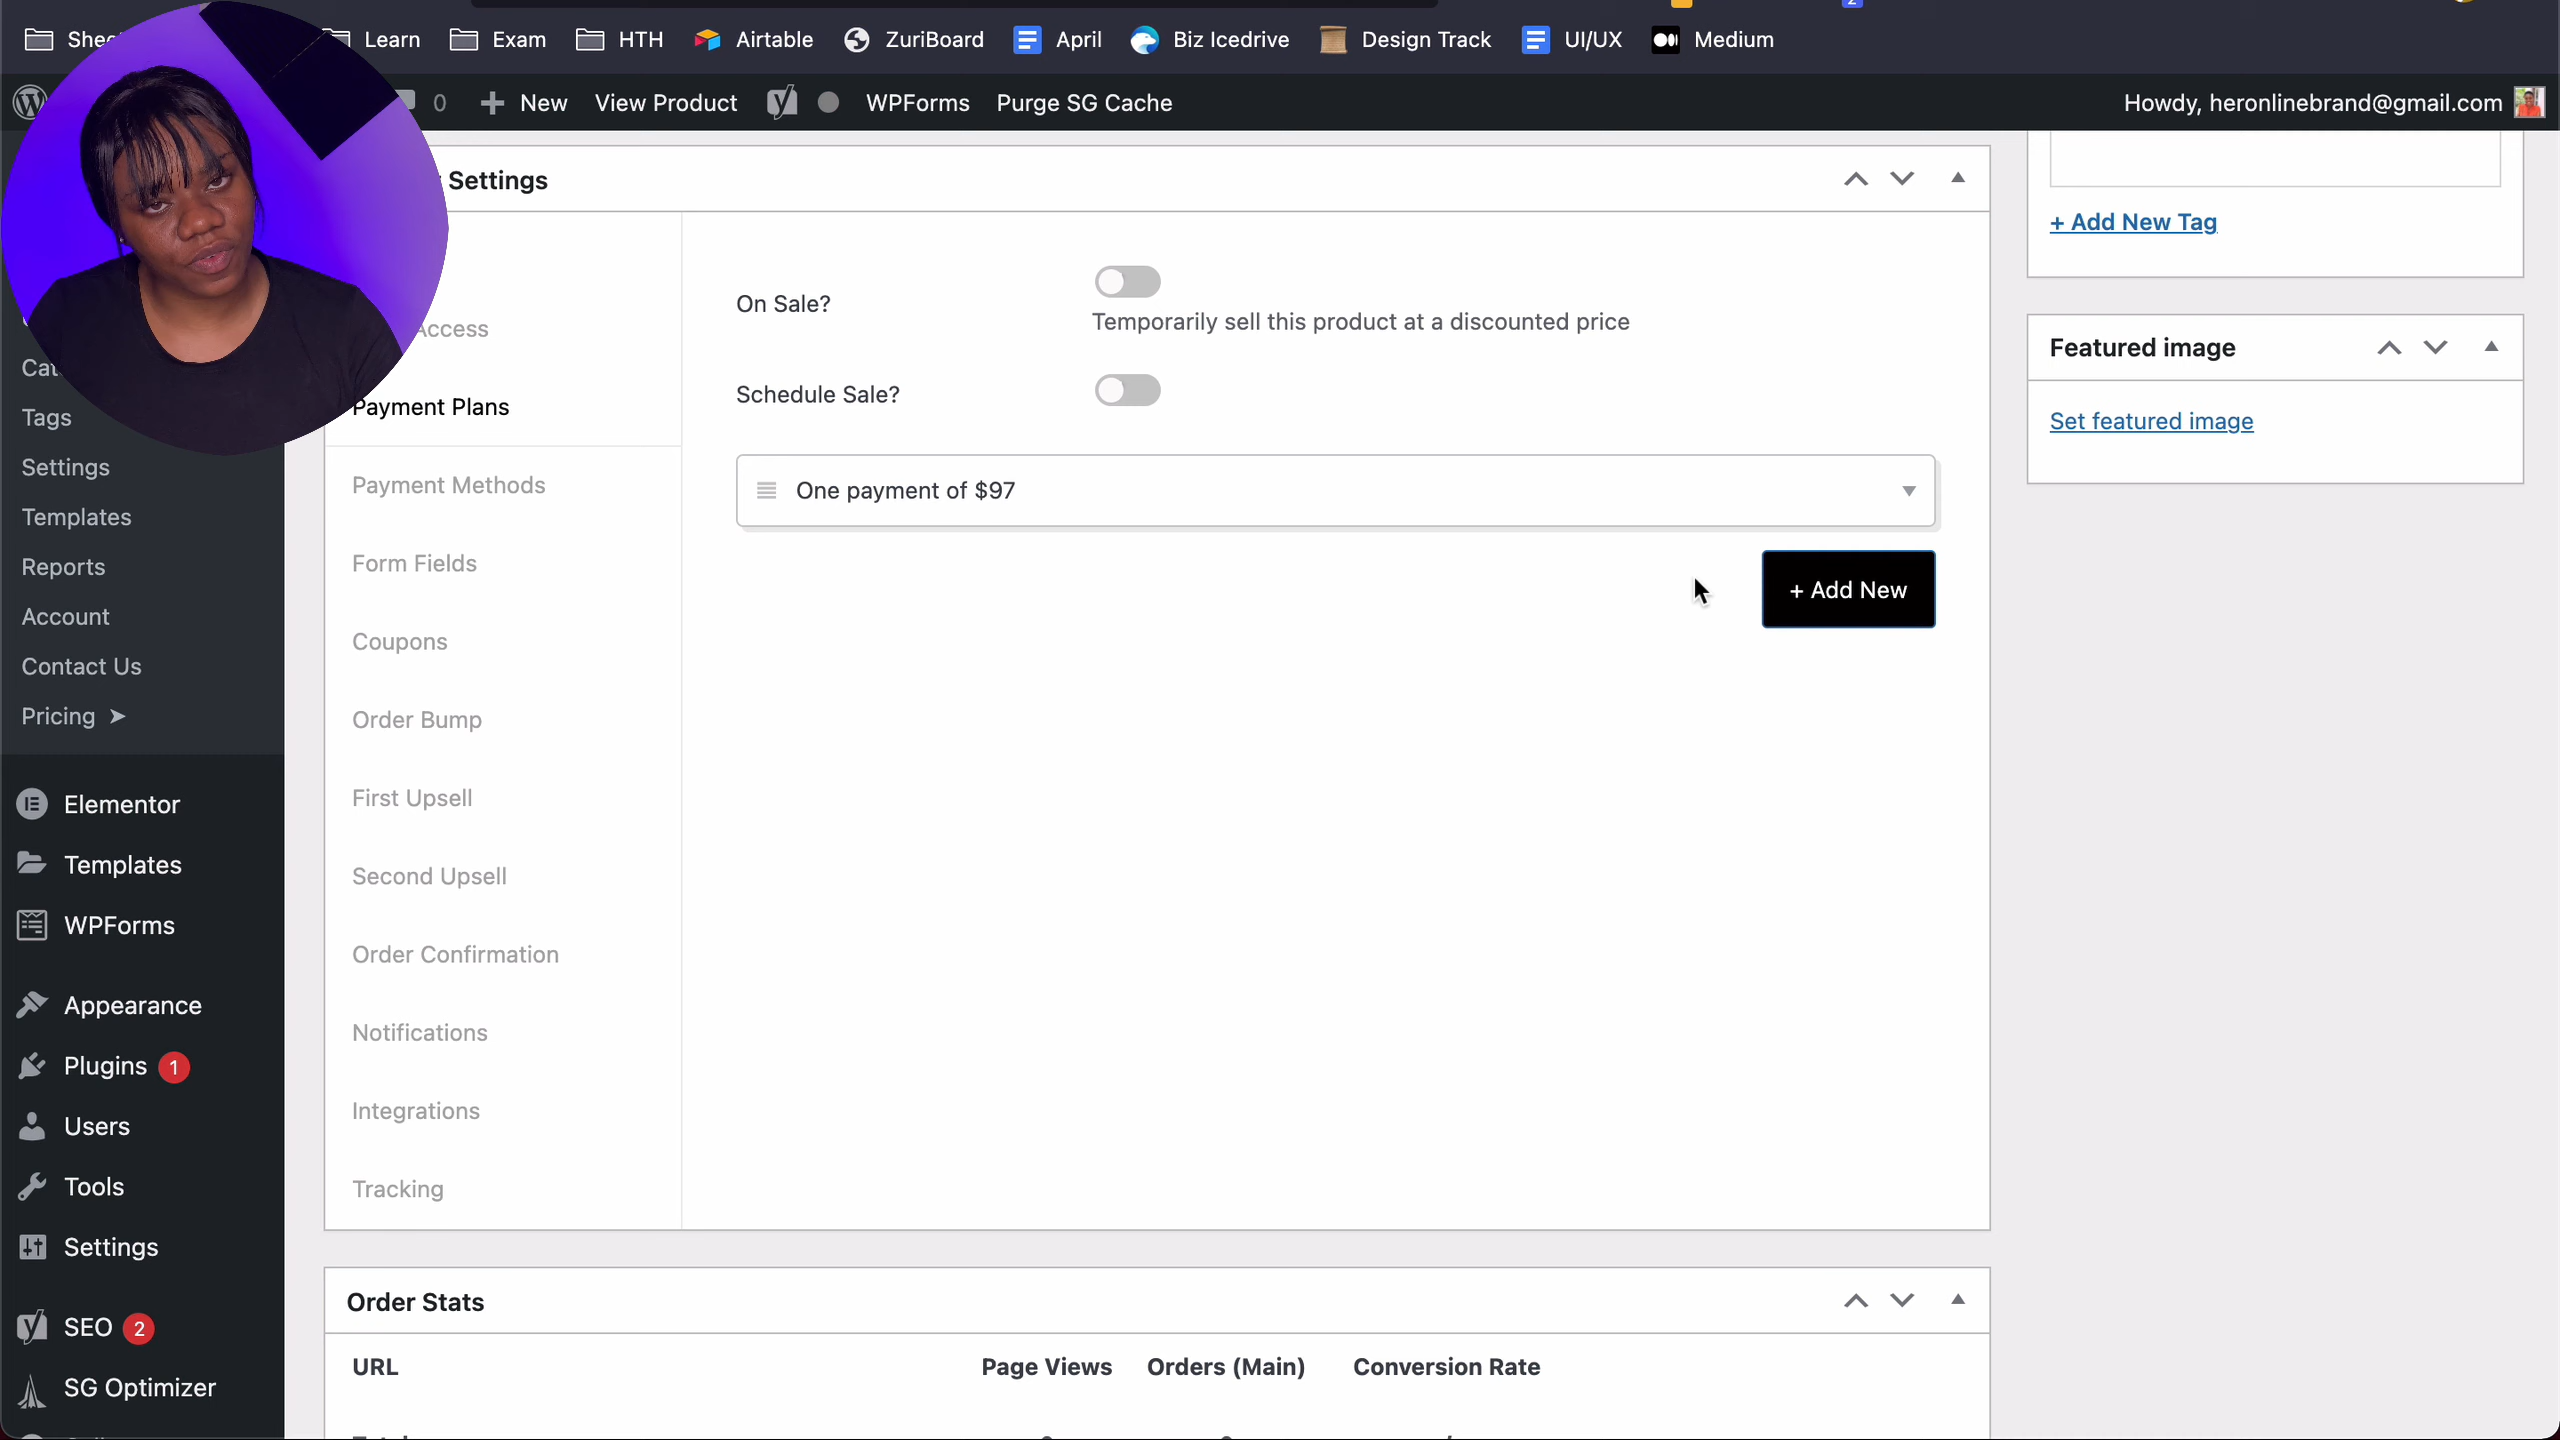 Learn
Exam
HTH
Airtable
ZuriBoard
April
Biz Icedrive
Design Track
UI/UX
Medium
0
New
View Product
WPForms
Purge SG Cache
Howdy, heronlinebrand@gmail.com
Tags
Settings
Templates
Reports
Account
Contact Us
Pricing ➤
Elementor
Templates
WPForms
Appearance
Plugins 1
Users
Tools
Settings
SEO 2
SG Optimizer
Settings
Access
Payment Plans
Payment Methods
Form Fields
Coupons
Order Bump
First Upsell
Second Upsell
Order Confirmation
Notifications
Integrations
Tracking
On Sale?
Temporarily sell this product at a discounted price
Schedule Sale?
One payment of $97
+ Add New
+ Add New Tag
Featured image
Set featured image
Order Stats
URL
Page Views
Orders (Main)
Conversion Rate